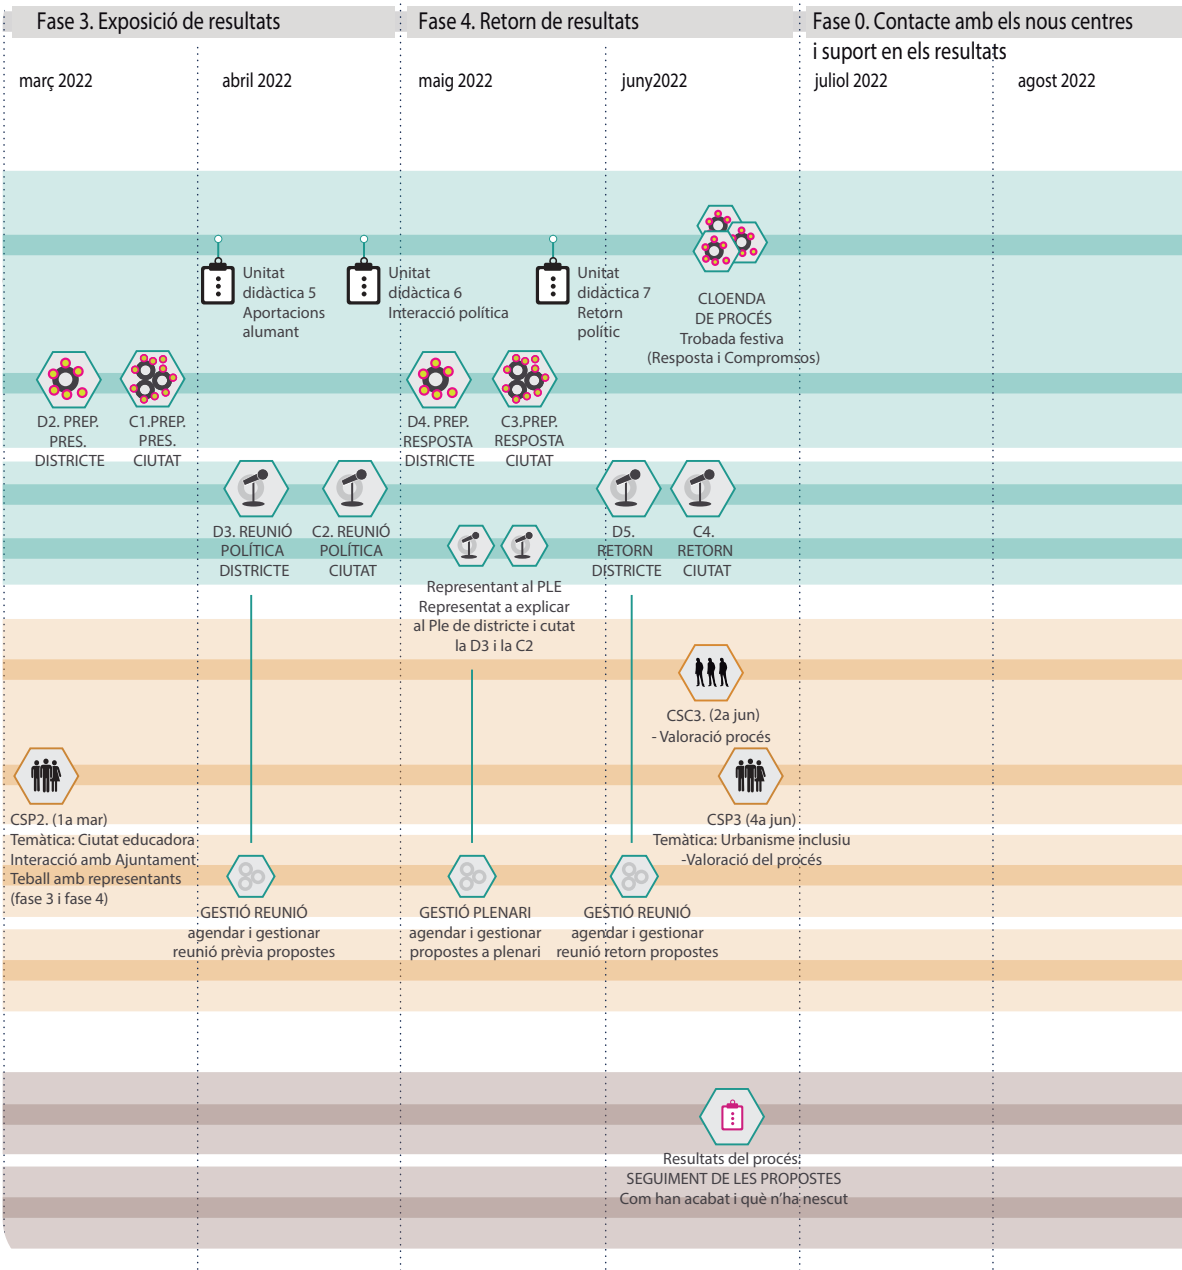 Fase 3. Exposició de resultats
Fase 4. Retorn de resultats
Fase 0. Contacte amb els nous centres
i suport en els resultats
març 2022
abril 2022
maig 2022
juny2022
juliol 2022
agost 2022
Unitat
didàctica 5
Aportacions
alumant
Unitat
didàctica 6
Interacció política
Unitat
didàctica 7
Retorn
polític
CLOENDA
DE PROCÉS
Trobada festiva
(Resposta i Compromsos)
D2. PREP.
PRES.
DISTRICTE
C1.PREP.
PRES.
CIUTAT
D4. PREP.
RESPOSTA
DISTRICTE
C3.PREP.
RESPOSTA
CIUTAT
D3. REUNIÓ
POLÍTICA
DISTRICTE
C2. REUNIÓ
POLÍTICA
CIUTAT
D5.
RETORN
DISTRICTE
C4.
RETORN
CIUTAT
Representant al PLE
Representat a explicar
al Ple de districte i cutat
la D3 i la C2
CSC3. (2a jun)
- Valoració procés
CSP2. (1a mar)
Temàtica: Ciutat educadora
Interacció amb Ajuntament
Teball amb representants
(fase 3 i fase 4)
CSP3 (4a jun)
Temàtica: Urbanisme inclusiu
-Valoració del procés
GESTIÓ REUNIÓ
agendar i gestionar
reunió prèvia propostes
GESTIÓ PLENARI
agendar i gestionar
propostes a plenari
GESTIÓ REUNIÓ
agendar i gestionar
reunió retorn propostes
Resultats del procés:
SEGUIMENT DE LES PROPOSTES
Com han acabat i què n'ha nescut